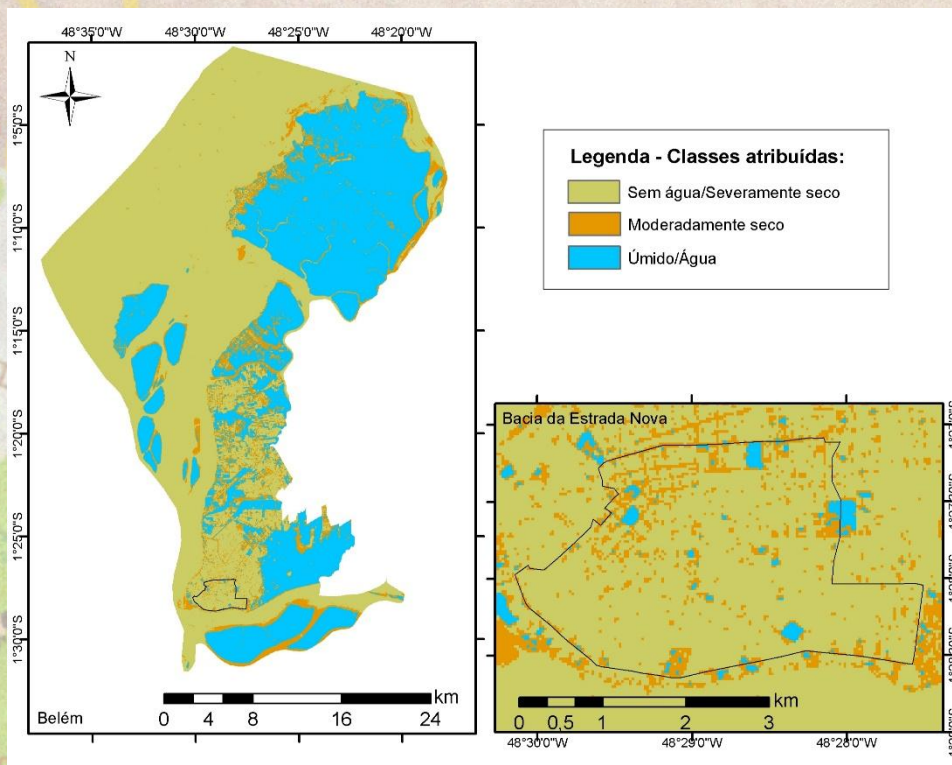 48°35'0"W 48°30'0"W 48°25'0"W 48°20'0"W
N
1°5'0"S
1°10'0"S
1°15'0"S
1°20'0"S
1°25'0"S
1°30'0"S
km
0 4 8 16 24
Belém
Legenda - Classes atribuídas:
Sem água/Severamente seco
Moderadamente seco
Úmido/Água
Bacia da Estrada Nova
km
0 0,5 1 2 3
48°30'0"W 48°29'0"W 48°28'0"W